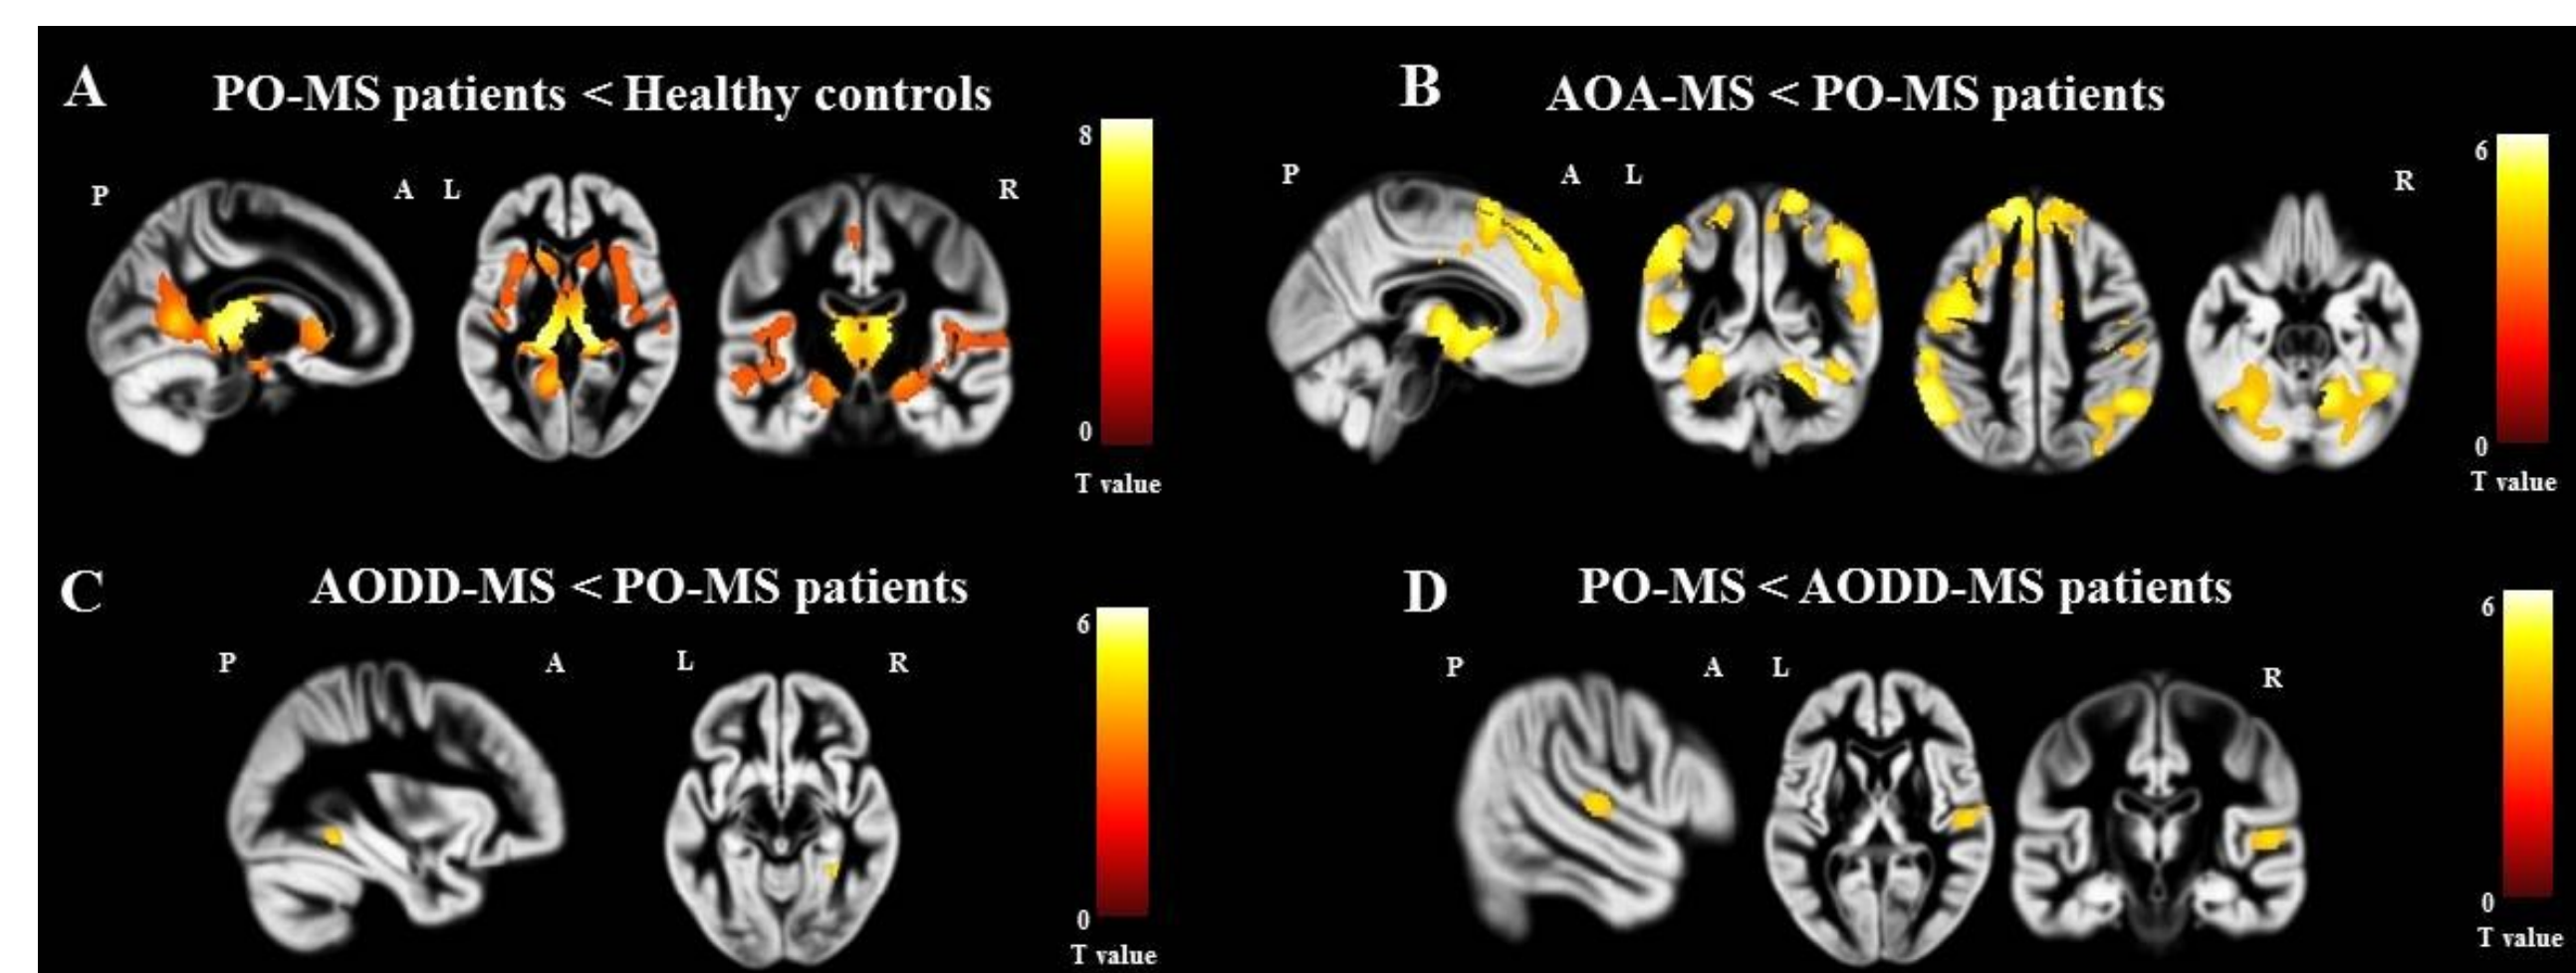 A PO-MS patients < Healthy controls
P A L R
8
0
T value
B AOA-MS < PO-MS patients
P A L R
6
0
T value
C AODD-MS < PO-MS patients
P A L R
6
0
T value
D PO-MS < AODD-MS patients
P A L R
6
0
T value